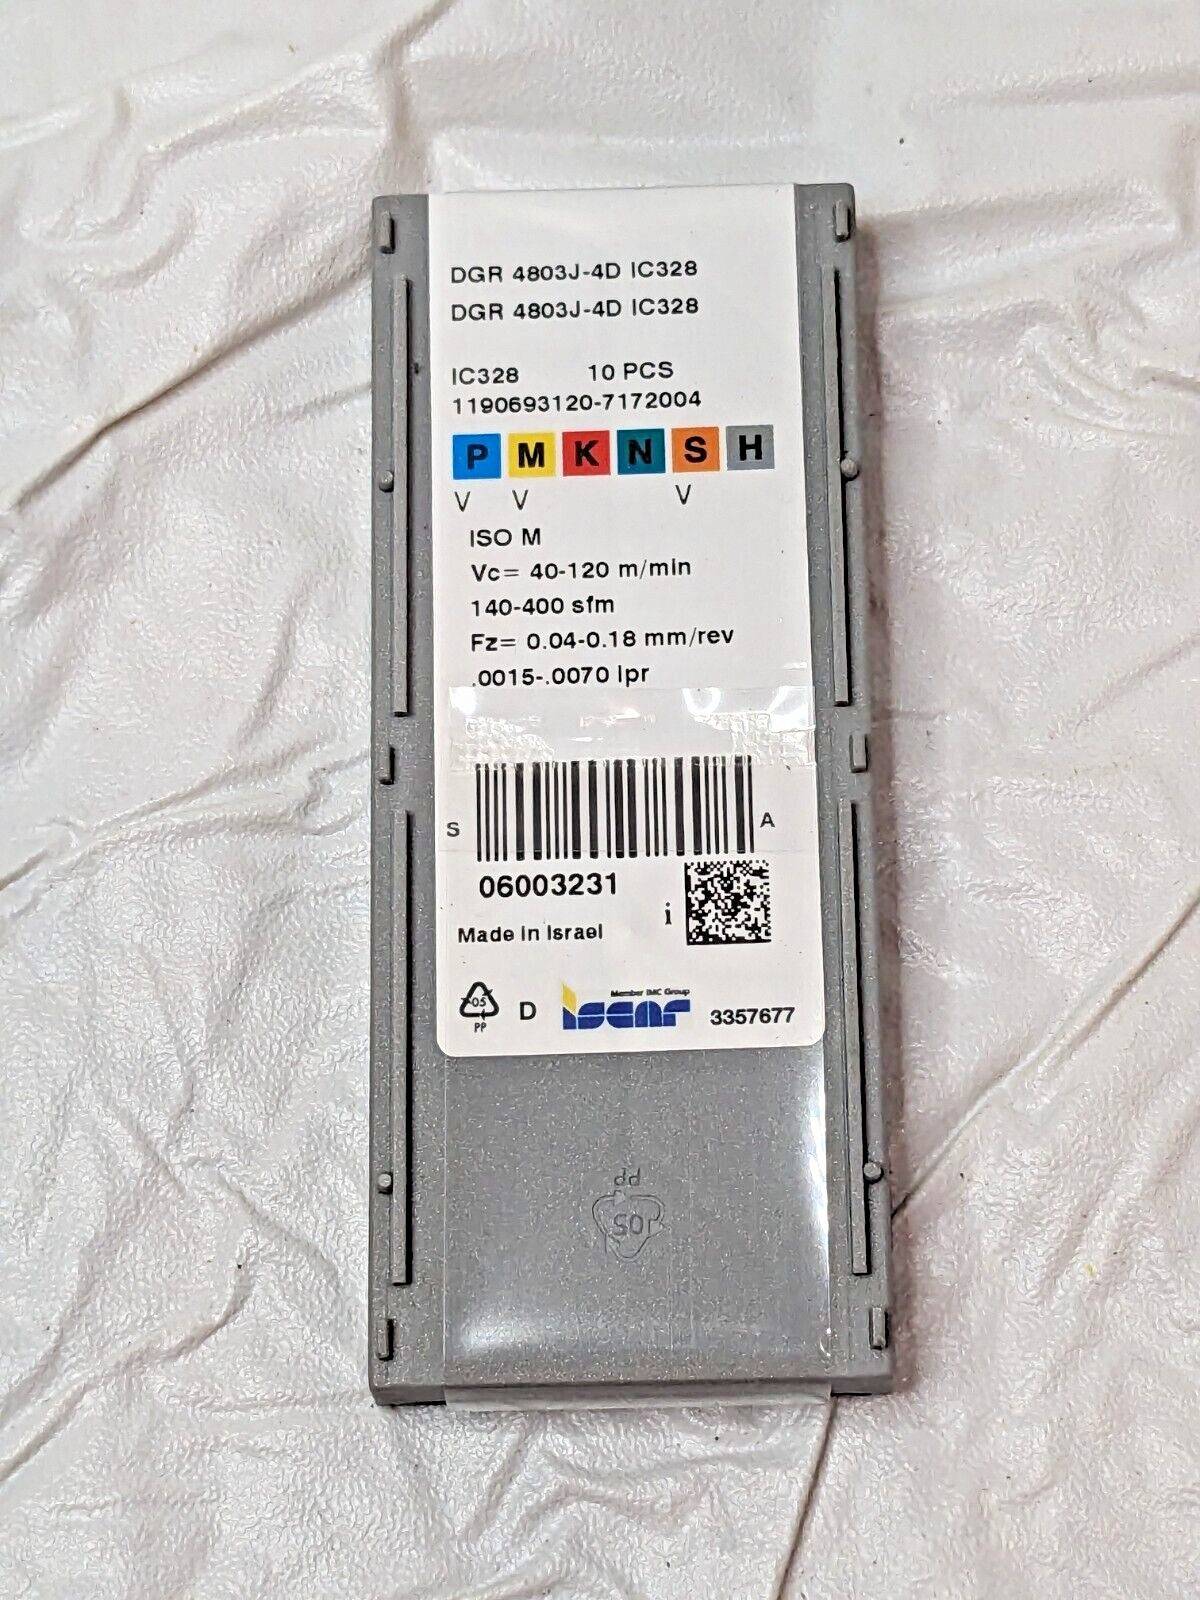 DGR 4803J-4D IC328
DGR 4803J-4D IC328
IC328 10 PCS
1190693120-7172004
P M K N S H
V V V
ISO M
Vc= 40-120 m/min
140-400 sfm
Fz= 0.04-0.18 mm/rev
.0015-.0070 ipr
S A
06003231
i
Made in Israel
05
PP
D
Member IMC Group
iscar
3357677
PP
05